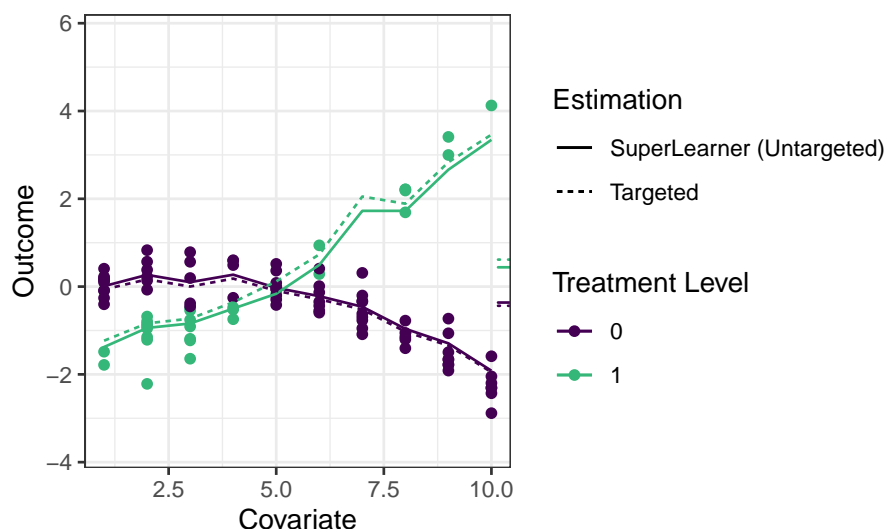 6
4
2
0
−2
−4
Outcome
2.5
5.0
7.5
10.0
Covariate
Estimation
SuperLearner (Untargeted)
Targeted
Treatment Level
0
1